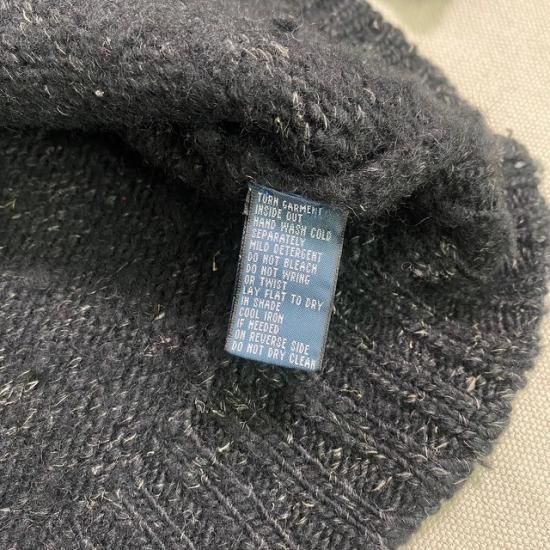 TURN GARMENT
INSIDE OUT
HAND WASH COLD
SEPARATELY
MILD DETERGENT
DO NOT BLEACH
DO NOT WRING
OR TWIST
LAY FLAT TO DRY
IN SHADE
COOL IRON
IF NEEDED
ON REVERSE SIDE
DO NOT DRY CLEAN